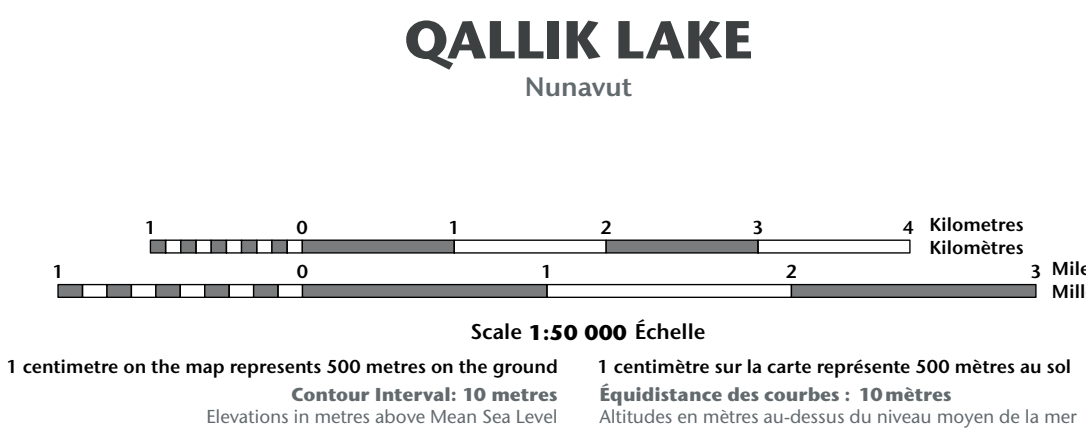 QALLIK LAKE
Nunavut
1 0 1 2 3 4 Kilometres
Kilomètres
1 0 1 2 3 Mile
Mill
Scale 1:50 000 Échelle
1 centimetre on the map represents 500 metres on the ground
1 centimètre sur la carte représente 500 mètres au sol
Contour Interval: 10 metres
Elevations in metres above Mean Sea Level
Équidistance des courbes : 10 mètres
Altitudes en mètres au-dessus du niveau moyen de la mer